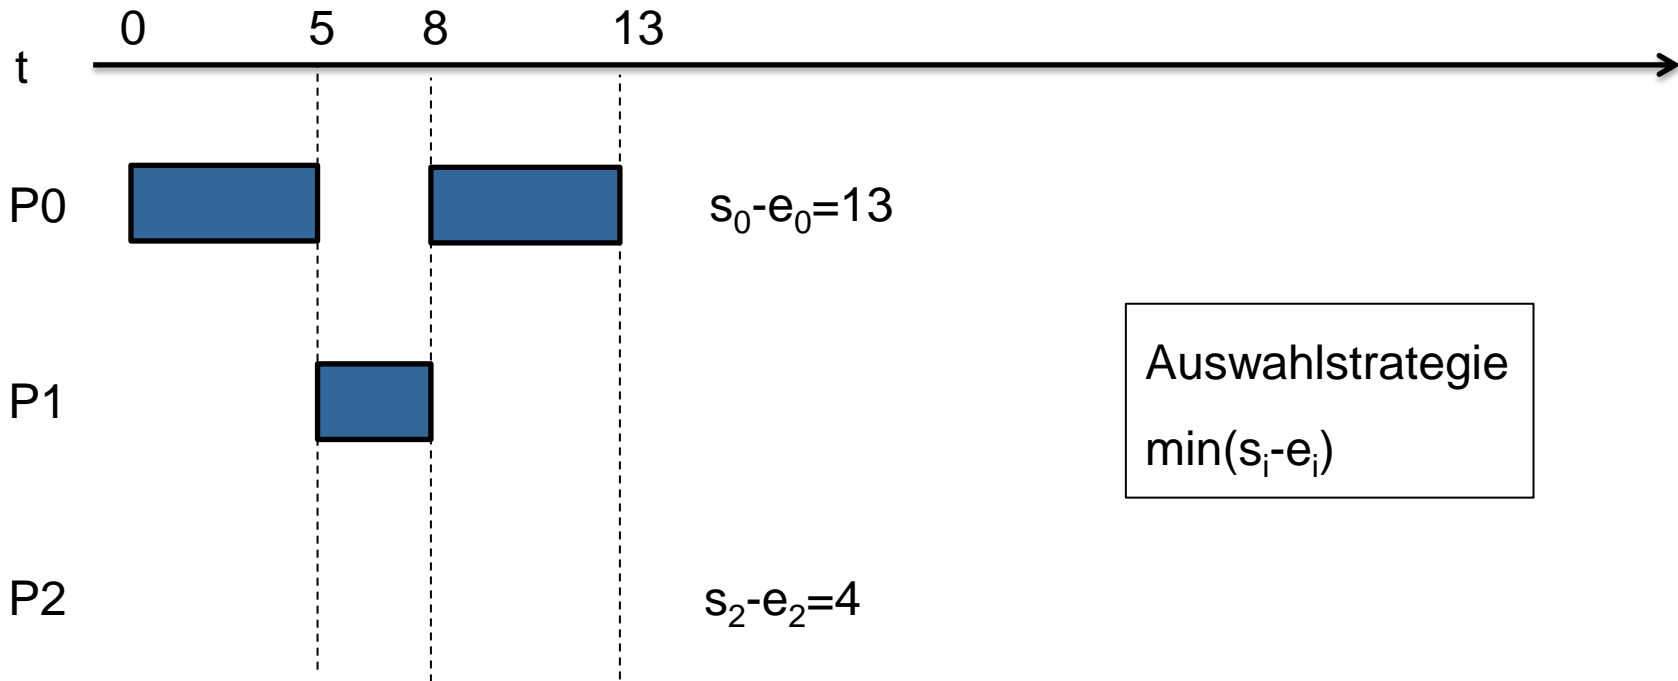 0 5 8 13
t
P0 s₀-e₀=13
Auswahlstrategie
P1
min(sᵢ-eᵢ)
P2 s₂-e₂=4